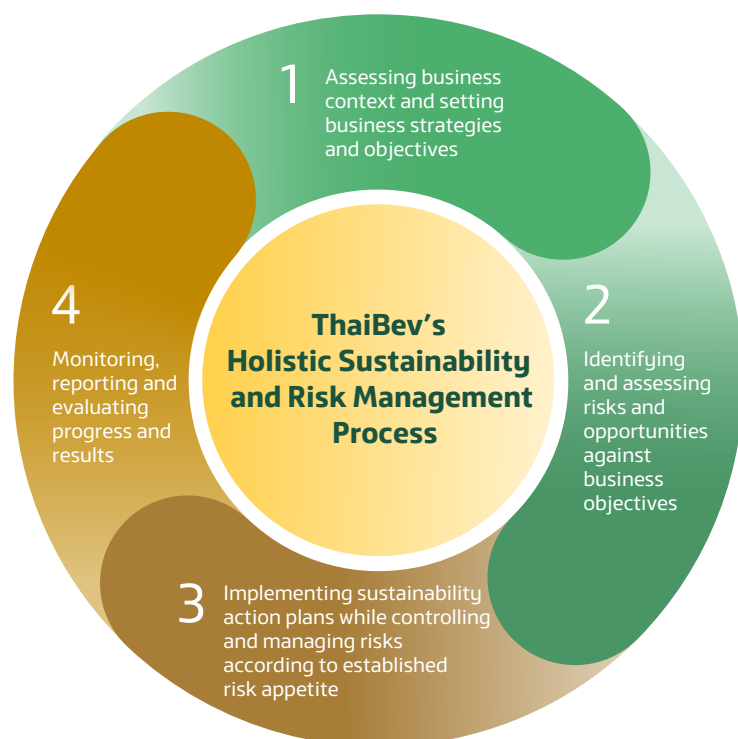 1
Assessing business
context and setting
business strategies
and objectives
2
Identifying
and assessing
risks and
opportunities
against
business
objectives
3
Implementing sustainability
action plans while controlling
and managing risks
according to established
risk appetite
4
Monitoring,
reporting and
evaluating
progress and
results
ThaiBev's
Holistic Sustainability
and Risk Management
Process